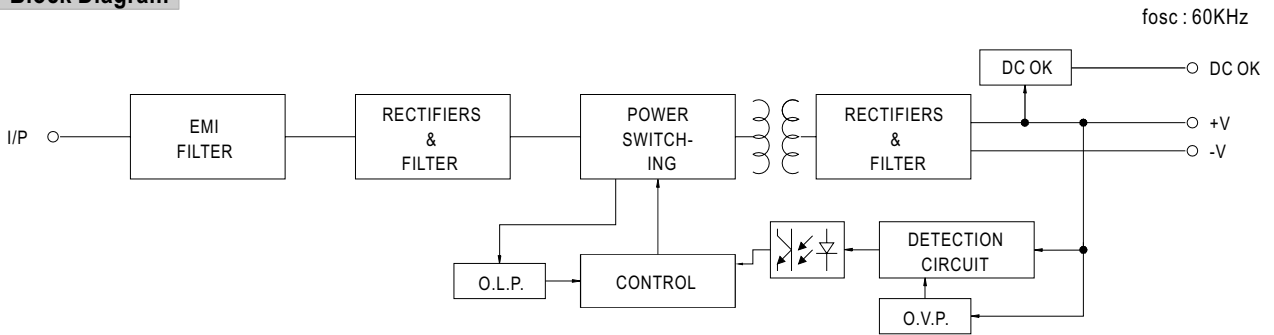 Block Diagram
fosc : 60KHz
DC OK
DC OK
I/P
EMI
FILTER
RECTIFIERS
&
FILTER
POWER
SWITCH-
ING
RECTIFIERS
&
FILTER
+V
-V
O.L.P.
CONTROL
DETECTION
CIRCUIT
O.V.P.